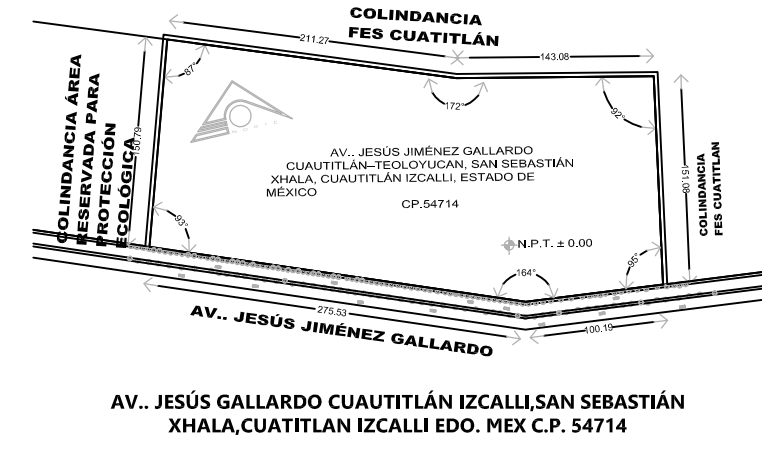 COLINDANCIA
FES CUATITLÁN
211.27
143.08
87°
172°
92°
COLINDANCIA ÁREA
RESERVADA PARA
PROTECCIÓN
ECOLÓGICA
150.79
NORTE
AV.. JESÚS JIMÉNEZ GALLARDO
CUAUTITLÁN–TEOLOYUCAN, SAN SEBASTIÁN
XHALA, CUAUTITLÁN IZCALLI, ESTADO DE
MÉXICO
CP.54714
151.08
COLINDANCIA
FES CUATITLAN
93°
N.P.T. ± 0.00
164°
95°
275.53
100.19
AV.. JESÚS JIMÉNEZ GALLARDO
AV.. JESÚS GALLARDO CUAUTITLÁN IZCALLI,SAN SEBASTIÁN
XHALA,CUATITLAN IZCALLI EDO. MEX C.P. 54714